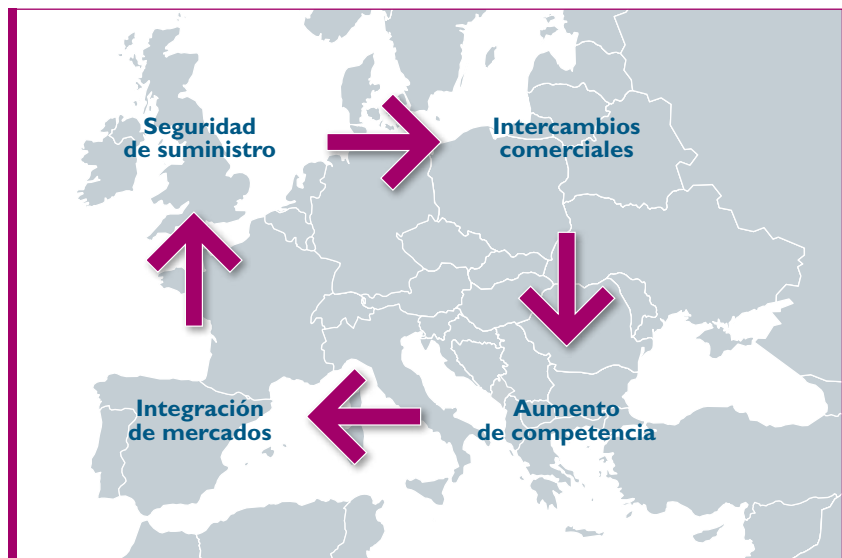 Seguridad
de suministro
Intercambios
comerciales
Integración
de mercados
Aumento
de competencia